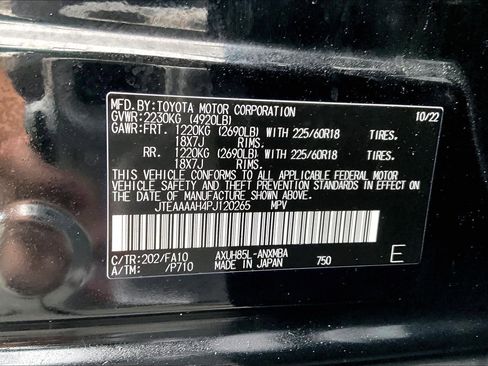 MFD.BY:TOYOTA MOTOR CORPORATION 10/22
GVWR:2230KG (4920LB)
GAWR:FRT. 1220KG (2690LB) WITH 225/60R18 TIRES,
18X7J RIMS.
RR. 1220KG (2690LB) WITH 225/60R18 TIRES,
18X7J RIMS.
THIS VEHICLE CONFORMS TO ALL APPLICABLE FEDERAL MOTOR
VEHICLE SAFETY AND THEFT PREVENTION STANDARDS IN EFFECT ON
THE DATE OF MANUFACTURE SHOWN ABOVE.
JTEAAAAH4PJ120265 MPV
C/TR:202/FA10 AXUH85L-ANXMBA
A/TM: /P710 MADE IN JAPAN 750 E